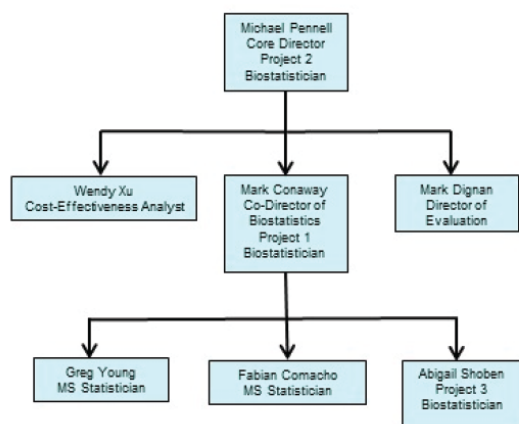 Michael Pennell
Core Director
Project 2
Biostatistician
Wendy Xu
Cost-Effectiveness Analyst
Mark Conaway
Co-Director of
Biostatistics
Project 1
Biostatistician
Mark Dignan
Director of
Evaluation
Greg Young
MS Statistician
Fabian Comacho
MS Statistician
Abigail Shoben
Project 3
Biostatistician